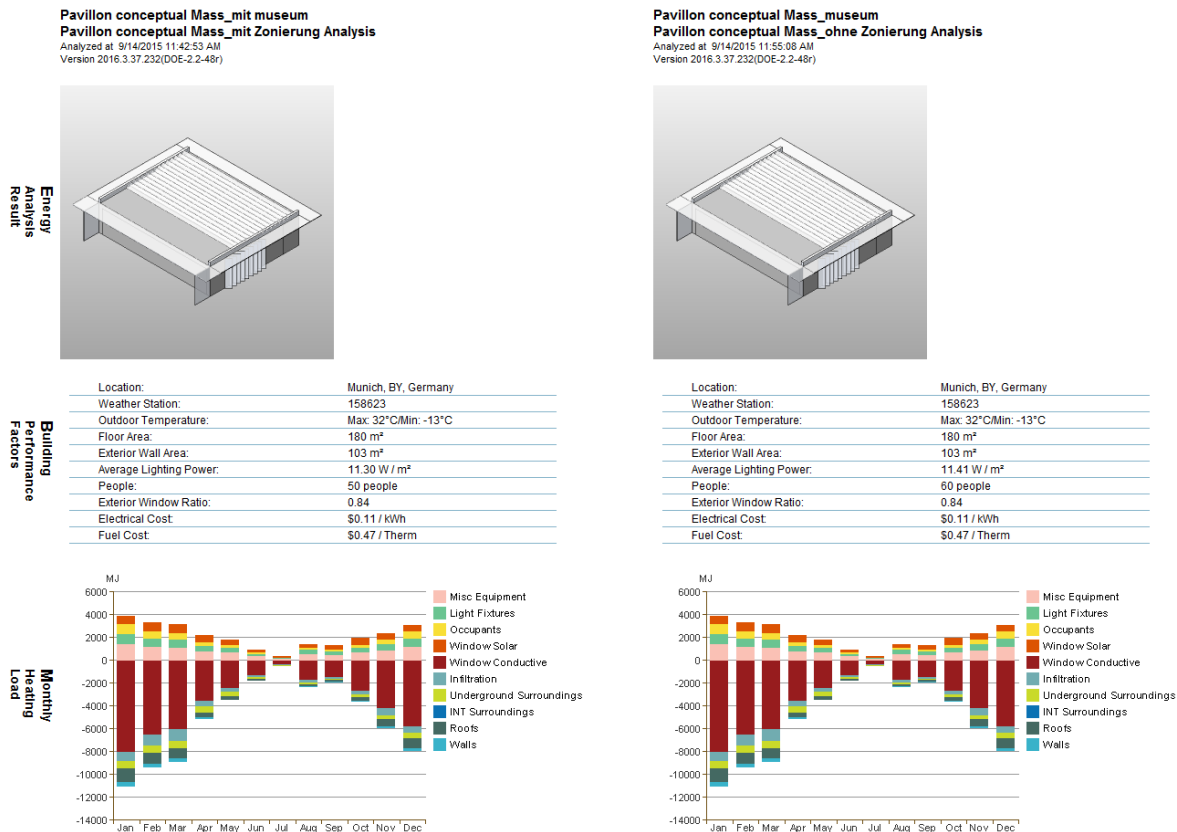 Pavillon conceptual Mass_mit museum
Pavillon conceptual Mass_mit Zonierung Analysis
Analyzed at 9/14/2015 11:42:53 AM
Version 2016.3.37.232(DOE-2.2-48r)
Energy
Analysis
Result
Building
Performance
Factors
Location: Munich, BY, Germany
Weather Station: 158623
Outdoor Temperature: Max: 32°C/Min: -13°C
Floor Area: 180 m²
Exterior Wall Area: 103 m²
Average Lighting Power: 11.30 W / m²
People: 50 people
Exterior Window Ratio: 0.84
Electrical Cost: $0.11 / kWh
Fuel Cost: $0.47 / Therm
Monthly
Heating
Load
MJ
6000
4000
2000
0
-2000
-4000
-6000
-8000
-10000
-12000
-14000
Jan Feb Mar Apr May Jun Jul Aug Sep Oct Nov Dec
Misc Equipment
Light Fixtures
Occupants
Window Solar
Window Conductive
Infiltration
Underground Surroundings
INT Surroundings
Roofs
Walls
Pavillon conceptual Mass_museum
Pavillon conceptual Mass_ohne Zonierung Analysis
Analyzed at 9/14/2015 11:55:08 AM
Version 2016.3.37.232(DOE-2.2-48r)
Location: Munich, BY, Germany
Weather Station: 158623
Outdoor Temperature: Max: 32°C/Min: -13°C
Floor Area: 180 m²
Exterior Wall Area: 103 m²
Average Lighting Power: 11.41 W / m²
People: 60 people
Exterior Window Ratio: 0.84
Electrical Cost: $0.11 / kWh
Fuel Cost: $0.47 / Therm
MJ
6000
4000
2000
0
-2000
-4000
-6000
-8000
-10000
-12000
-14000
Jan Feb Mar Apr May Jun Jul Aug Sep Oct Nov Dec
Misc Equipment
Light Fixtures
Occupants
Window Solar
Window Conductive
Infiltration
Underground Surroundings
INT Surroundings
Roofs
Walls